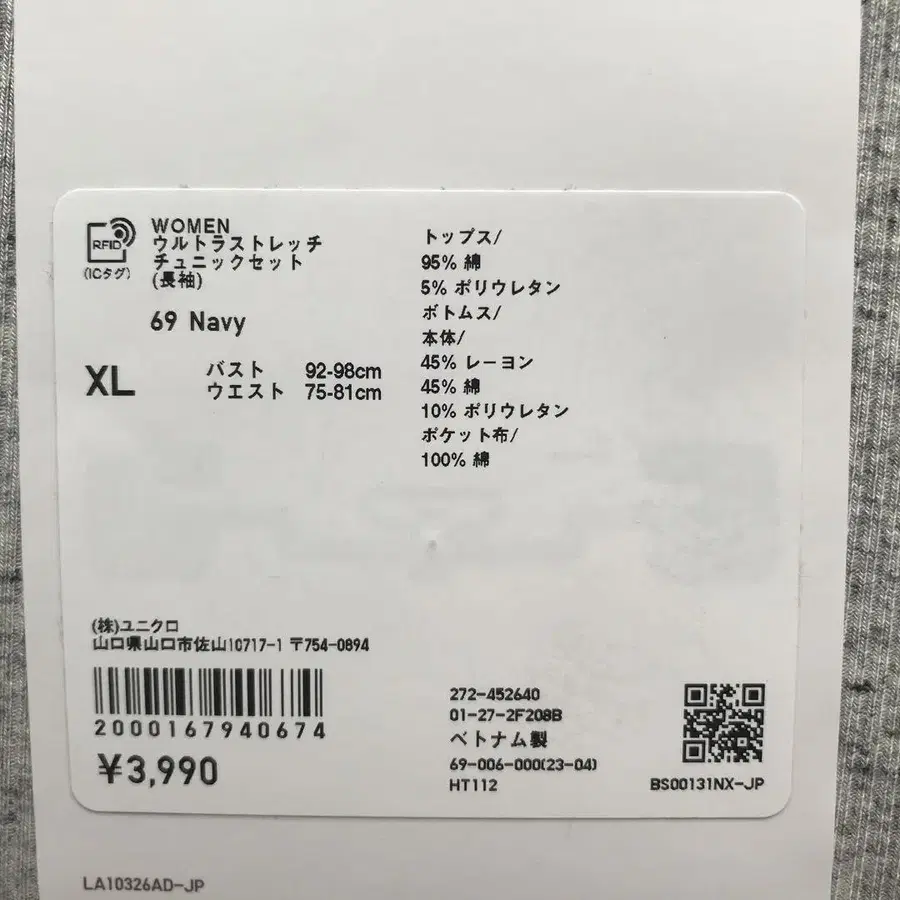 RFID
(ICタグ)
WOMEN
ウルトラストレッチ
チュニックセット
(長袖)
69 Navy
XL
バスト 92-98cm
ウエスト 75-81cm
トップス/
95% 綿
5% ポリウレタン
ボトムス/
本体/
45% レーヨン
45% 綿
10% ポリウレタン
ポケット布/
100% 綿
(株)ユニクロ
山口県山口市佐山10717-1 〒754-0894
2000167940674
¥3,990
272-452640
01-27-2F208B
ベトナム製
69-006-000(23-04)
HT112
BS00131NX-JP
LA10326AD-JP